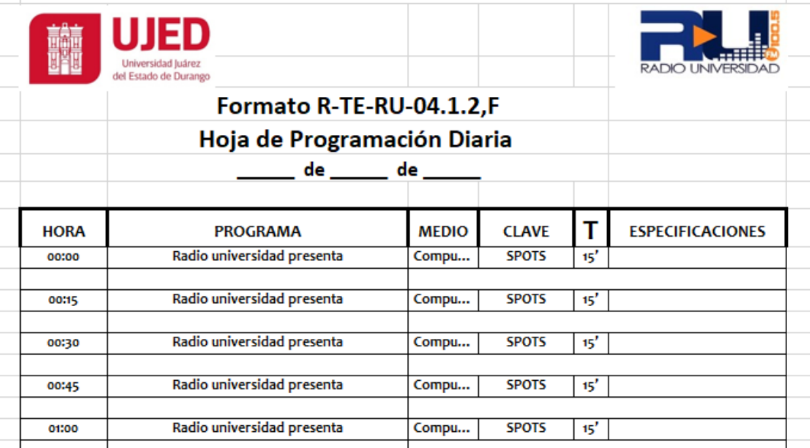 UJED
Universidad Juárez
del Estado de Durango
RU 100.5
RADIO UNIVERSIDAD
Formato R-TE-RU-04.1.2,F
Hoja de Programación Diaria
______ de ______ de ______
HORA PROGRAMA MEDIO CLAVE T ESPECIFICACIONES
00:00 Radio universidad presenta Compu... SPOTS 15’
00:15 Radio universidad presenta Compu... SPOTS 15’
00:30 Radio universidad presenta Compu... SPOTS 15’
00:45 Radio universidad presenta Compu... SPOTS 15’
01:00 Radio universidad presenta Compu... SPOTS 15’